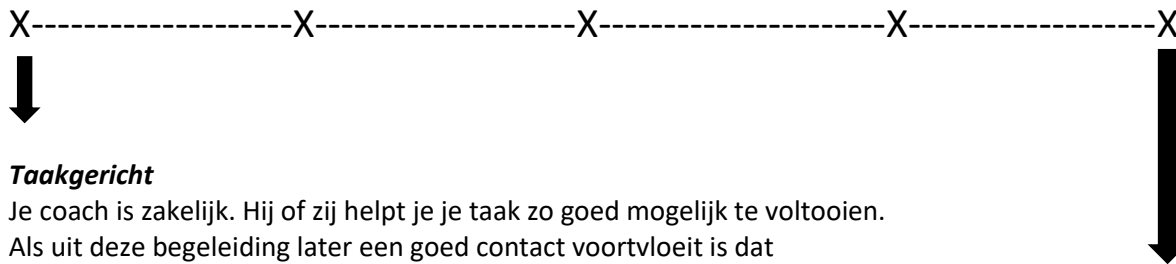 X--------------------X--------------------X----------------------X-------------------X
Taakgericht
Je coach is zakelijk. Hij of zij helpt je je taak zo goed mogelijk te voltooien.
Als uit deze begeleiding later een goed contact voortvloeit is dat